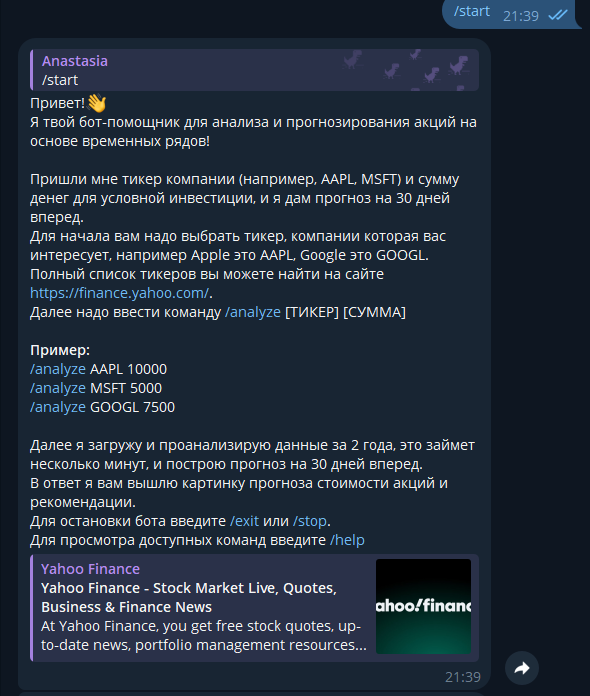 /start 21:39
Anastasia
/start
Привет!👋
Я твой бот-помощник для анализа и прогнозирования акций на
основе временных рядов!
Пришли мне тикер компании (например, AAPL, MSFT) и сумму
денег для условной инвестиции, и я дам прогноз на 30 дней
вперед.
Для начала вам надо выбрать тикер, компании которая вас
интересует, например Apple это AAPL, Google это GOOGL.
Полный список тикеров вы можете найти на сайте
https://finance.yahoo.com/.
Далее надо ввести команду /analyze [ТИКЕР] [СУММА]
Пример:
/analyze AAPL 10000
/analyze MSFT 5000
/analyze GOOGL 7500
Далее я загружу и проанализирую данные за 2 года, это займет
несколько минут, и построю прогноз на 30 дней вперед.
В ответ я вам вышлю картинку прогноза стоимости акций и
рекомендации.
Для остановки бота введите /exit или /stop.
Для просмотра доступных команд введите /help
Yahoo Finance
Yahoo Finance - Stock Market Live, Quotes,
Business & Finance News
At Yahoo Finance, you get free stock quotes, up-
to-date news, portfolio management resources...
ahoo!financ
21:39